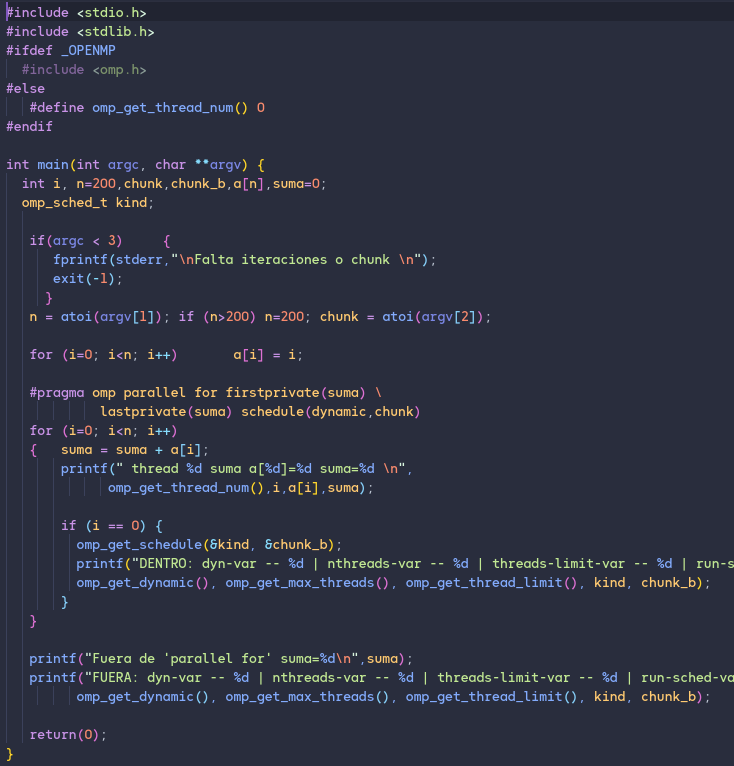 #include <stdio.h>
#include <stdlib.h>
#ifdef _OPENMP
  #include <omp.h>
#else
   #define omp_get_thread_num() 0
#endif

int main(int argc, char **argv) {
  int i, n=200,chunk,chunk_b,a[n],suma=0;
  omp_sched_t kind;

   if(argc < 3)     {
      fprintf(stderr,"\nFalta iteraciones o chunk \n");
      exit(-1);
     }
   n = atoi(argv[1]); if (n>200) n=200; chunk = atoi(argv[2]);

   for (i=0; i<n; i++)       a[i] = i;

   #pragma omp parallel for firstprivate(suma) \
            lastprivate(suma) schedule(dynamic,chunk)
   for (i=0; i<n; i++)
   {   suma = suma + a[i];
       printf(" thread %d suma a[%d]=%d suma=%d \n",
             omp_get_thread_num(),i,a[i],suma);

       if (i == 0) {
         omp_get_schedule(&kind, &chunk_b);
         printf("DENTRO: dyn-var -- %d | nthreads-var -- %d | threads-limit-var -- %d | run-s
         omp_get_dynamic(), omp_get_max_threads(), omp_get_thread_limit(), kind, chunk_b);
       }
   }

   printf("Fuera de 'parallel for' suma=%d\n",suma);
   printf("FUERA: dyn-var -- %d | nthreads-var -- %d | threads-limit-var -- %d | run-sched-va
         omp_get_dynamic(), omp_get_max_threads(), omp_get_thread_limit(), kind, chunk_b);

   return(0);
}